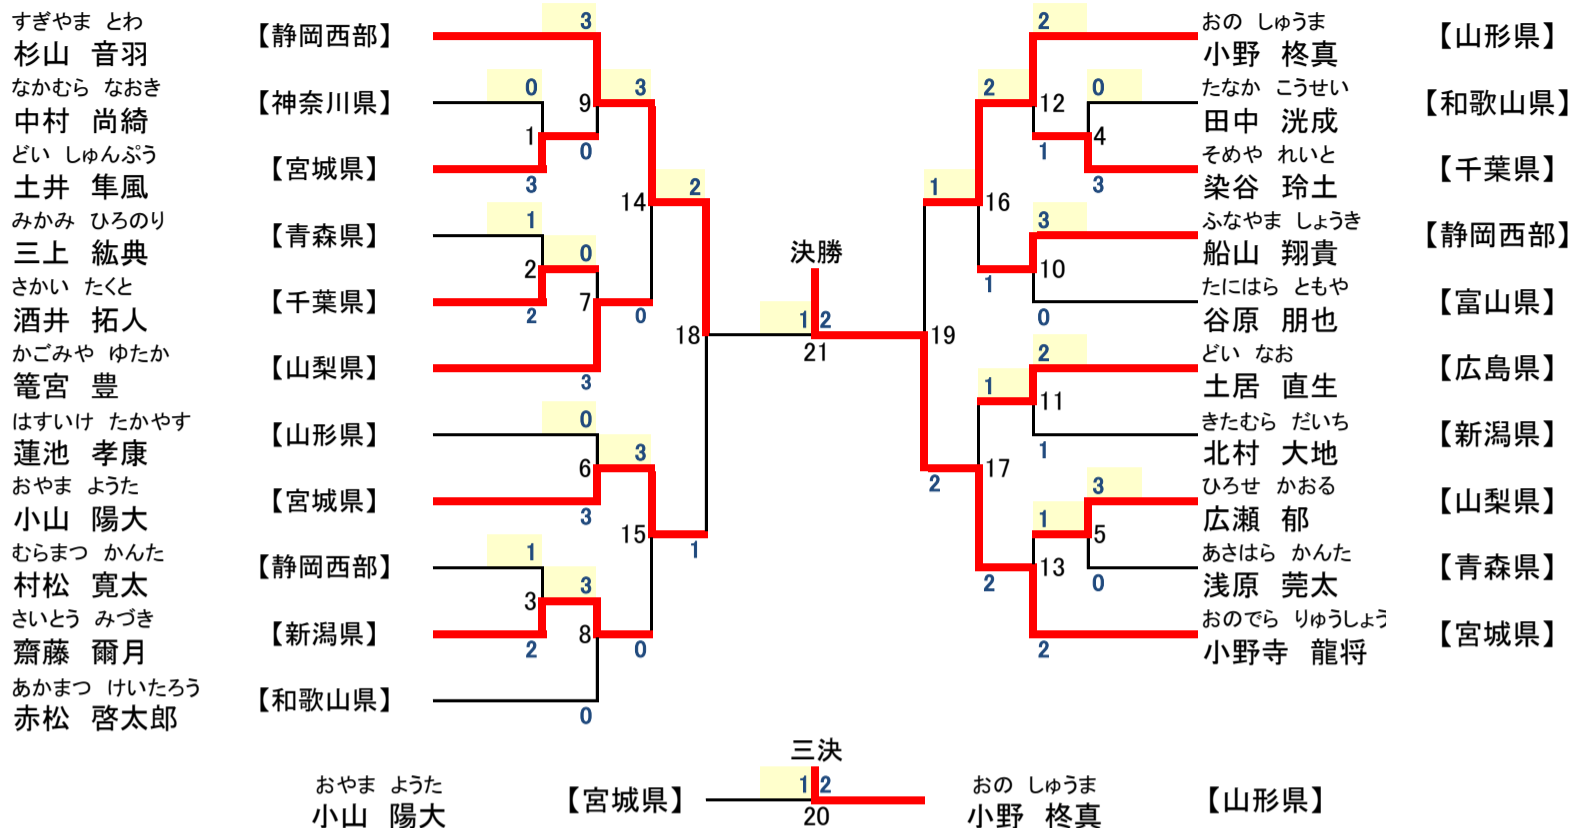 すぎやま とわ
杉山 音羽
【静岡西部】
なかむら なおき
中村 尚綺
【神奈川県】
どい しゅんぷう
土井 隼風
【宮城県】
みかみ ひろのり
三上 紘典
【青森県】
さかい たくと
酒井 拓人
【千葉県】
かごみや ゆたか
篭宮 豊
【山梨県】
はすいけ たかやす
蓮池 孝康
【山形県】
おやま ようた
小山 陽大
【宮城県】
むらまつ かんた
村松 寛太
【静岡西部】
さいとう みづき
齋藤 爾月
【新潟県】
あかまつ けいたろう
赤松 啓太郎
【和歌山県】
3
0
9
3
1
0
3
14
2
1
2
0
7
2
0
3
18
0
6
3
3
15
1
1
3
3
8
2
0
0
決勝
1 2
21
2
2
12
0
4
1
3
1
16
3
10
1
0
19
2
1
11
1
17
2
3
1
5
13
0
2
2
おの しゅうま
小野 柊真
【山形県】
たなか こうせい
田中 洸成
【和歌山県】
そめや れいと
染谷 玲土
【千葉県】
ふなやま しょうき
船山 翔貴
【静岡西部】
たにはら ともや
谷原 朋也
【富山県】
どい なお
土居 直生
【広島県】
きたむら だいち
北村 大地
【新潟県】
ひろせ かおる
広瀬 郁
【山梨県】
あさはら かんた
浅原 莞太
【青森県】
おのでら りゅうしょう
小野寺 龍将
【宮城県】
三決
おやま ようた
小山 陽大
【宮城県】
1 2
20
おの しゅうま
小野 柊真
【山形県】